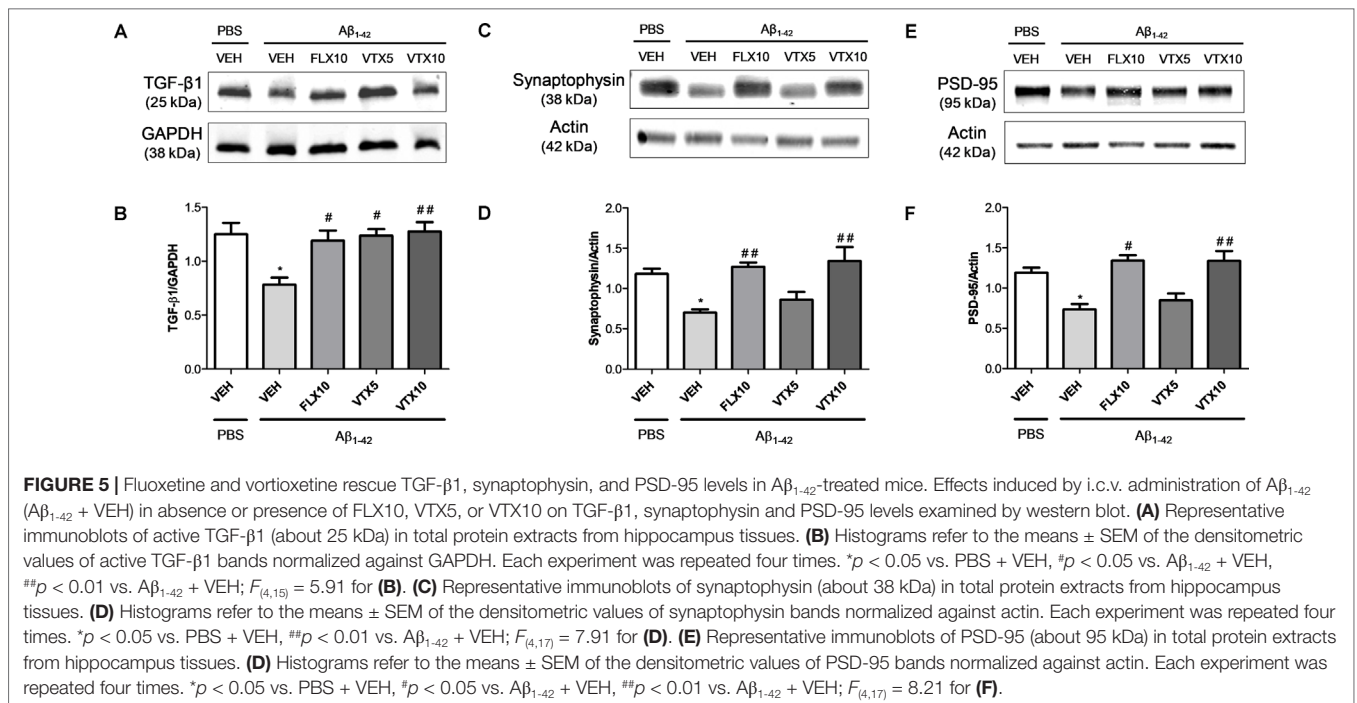 A
PBS Aβ1-42
VEH VEH FLX10 VTX5 VTX10
TGF-β1
(25 kDa)
GAPDH
(38 kDa)
C
PBS Aβ1-42
VEH VEH FLX10 VTX5 VTX10
Synaptophysin
(38 kDa)
Actin
(42 kDa)
E
PBS Aβ1-42
VEH VEH FLX10 VTX5 VTX10
PSD-95
(95 kDa)
Actin
(42 kDa)
B
TGF-β1/GAPDH
1.5
1.0
0.5
0.0
* # # ##
VEH VEH FLX10 VTX5 VTX10
PBS Aβ1-42
D
Synaptophysin/Actin
2.0
1.5
1.0
0.5
0.0
* ## ##
VEH VEH FLX10 VTX5 VTX10
PBS Aβ1-42
F
PSD-95/Actin
2.0
1.5
1.0
0.5
0.0
* # ##
VEH VEH FLX10 VTX5 VTX10
PBS Aβ1-42
FIGURE 5 | Fluoxetine and vortioxetine rescue TGF-β1, synaptophysin, and PSD-95 levels in Aβ1-42-treated mice. Effects induced by i.c.v. administration of Aβ1-42
(Aβ1-42 + VEH) in absence or presence of FLX10, VTX5, or VTX10 on TGF-β1, synaptophysin and PSD-95 levels examined by western blot. (A) Representative
immunoblots of active TGF-β1 (about 25 kDa) in total protein extracts from hippocampus tissues. (B) Histograms refer to the means ± SEM of the densitometric
values of active TGF-β1 bands normalized against GAPDH. Each experiment was repeated four times. *p < 0.05 vs. PBS + VEH, #p < 0.05 vs. Aβ1-42 + VEH,
##p < 0.01 vs. Aβ1-42 + VEH; F(4,15) = 5.91 for (B). (C) Representative immunoblots of synaptophysin (about 38 kDa) in total protein extracts from hippocampus
tissues. (D) Histograms refer to the means ± SEM of the densitometric values of synaptophysin bands normalized against actin. Each experiment was repeated four
times. *p < 0.05 vs. PBS + VEH, ##p < 0.01 vs. Aβ1-42 + VEH; F(4,17) = 7.91 for (D). (E) Representative immunoblots of PSD-95 (about 95 kDa) in total protein extracts
from hippocampus tissues. (D) Histograms refer to the means ± SEM of the densitometric values of PSD-95 bands normalized against actin. Each experiment was
repeated four times. *p < 0.05 vs. PBS + VEH, #p < 0.05 vs. Aβ1-42 + VEH, ##p < 0.01 vs. Aβ1-42 + VEH; F(4,17) = 8.21 for (F).